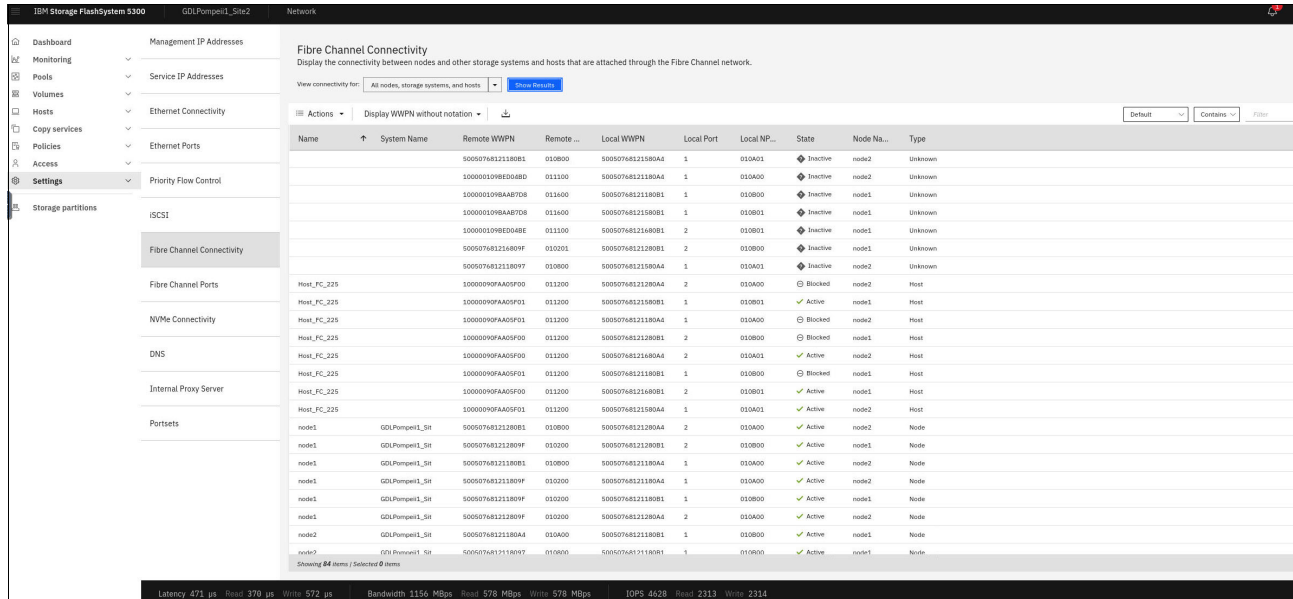 IBM Storage FlashSystem 5300 GDLPompeii1_Site2 Network
1
Dashboard
Monitoring
Pools
Volumes
Hosts
Copy services
Policies
Access
Settings
Storage partitions
Management IP Addresses
Service IP Addresses
Ethernet Connectivity
Ethernet Ports
Priority Flow Control
iSCSI
Fibre Channel Connectivity
Fibre Channel Ports
NVMe Connectivity
DNS
Internal Proxy Server
Portsets
Fibre Channel Connectivity
Display the connectivity between nodes and other storage systems and hosts that are attached through the Fibre Channel network.
View connectivity for: All nodes, storage systems, and hosts Show Results
Actions Display WWPN without notation Default Contains Filter
Name System Name Remote WWPN Remote ... Local WWPN Local Port Local NP... State Node Na... Type
50050768121180B1 010B00 50050768121580A4 1 010A01 Inactive node2 Unknown
100000109BED04BD 011100 50050768121180A4 1 010A00 Inactive node2 Unknown
100000109BAAB7D8 011600 50050768121180B1 1 010B00 Inactive node1 Unknown
100000109BAAB7D8 011600 50050768121580B1 1 010B01 Inactive node1 Unknown
100000109BED04BE 011100 50050768121680B1 2 010B01 Inactive node1 Unknown
500507681216809F 010201 50050768121280B1 2 010B00 Inactive node1 Unknown
5005076812118097 010800 50050768121580A4 1 010A01 Inactive node2 Unknown
Host_FC_225 10000090FAA05F00 011200 50050768121280A4 2 010A00 Blocked node2 Host
Host_FC_225 10000090FAA05F01 011200 50050768121580B1 1 010B01 Active node1 Host
Host_FC_225 10000090FAA05F01 011200 50050768121180A4 1 010A00 Blocked node2 Host
Host_FC_225 10000090FAA05F00 011200 50050768121280B1 2 010B00 Blocked node1 Host
Host_FC_225 10000090FAA05F00 011200 50050768121680A4 2 010A01 Active node2 Host
Host_FC_225 10000090FAA05F01 011200 50050768121180B1 1 010B00 Blocked node1 Host
Host_FC_225 10000090FAA05F00 011200 50050768121680B1 2 010B01 Active node1 Host
Host_FC_225 10000090FAA05F01 011200 50050768121580A4 1 010A01 Active node2 Host
node1 GDLPompeii1_Sit 50050768121280B1 010B00 50050768121280A4 2 010A00 Active node2 Node
node1 GDLPompeii1_Sit 500507681212809F 010200 50050768121280B1 2 010B00 Active node1 Node
node1 GDLPompeii1_Sit 50050768121180B1 010B00 50050768121180A4 1 010A00 Active node2 Node
node1 GDLPompeii1_Sit 500507681211809F 010200 50050768121180A4 1 010A00 Active node2 Node
node1 GDLPompeii1_Sit 500507681211809F 010200 50050768121180B1 1 010B00 Active node1 Node
node1 GDLPompeii1_Sit 500507681212809F 010200 50050768121280A4 2 010A00 Active node2 Node
node2 GDLPompeii1_Sit 50050768121180A4 010A00 50050768121180B1 1 010B00 Active node1 Node
node2 GDLPompeii1_Sit 5005076812118097 010800 50050768121180B1 1 010B00 Active node1 Node
Showing 84 items | Selected 0 items
Latency 471 µs Read 370 µs Write 572 µs Bandwidth 1156 MBps Read 578 MBps Write 578 MBps IOPS 4628 Read 2313 Write 2314